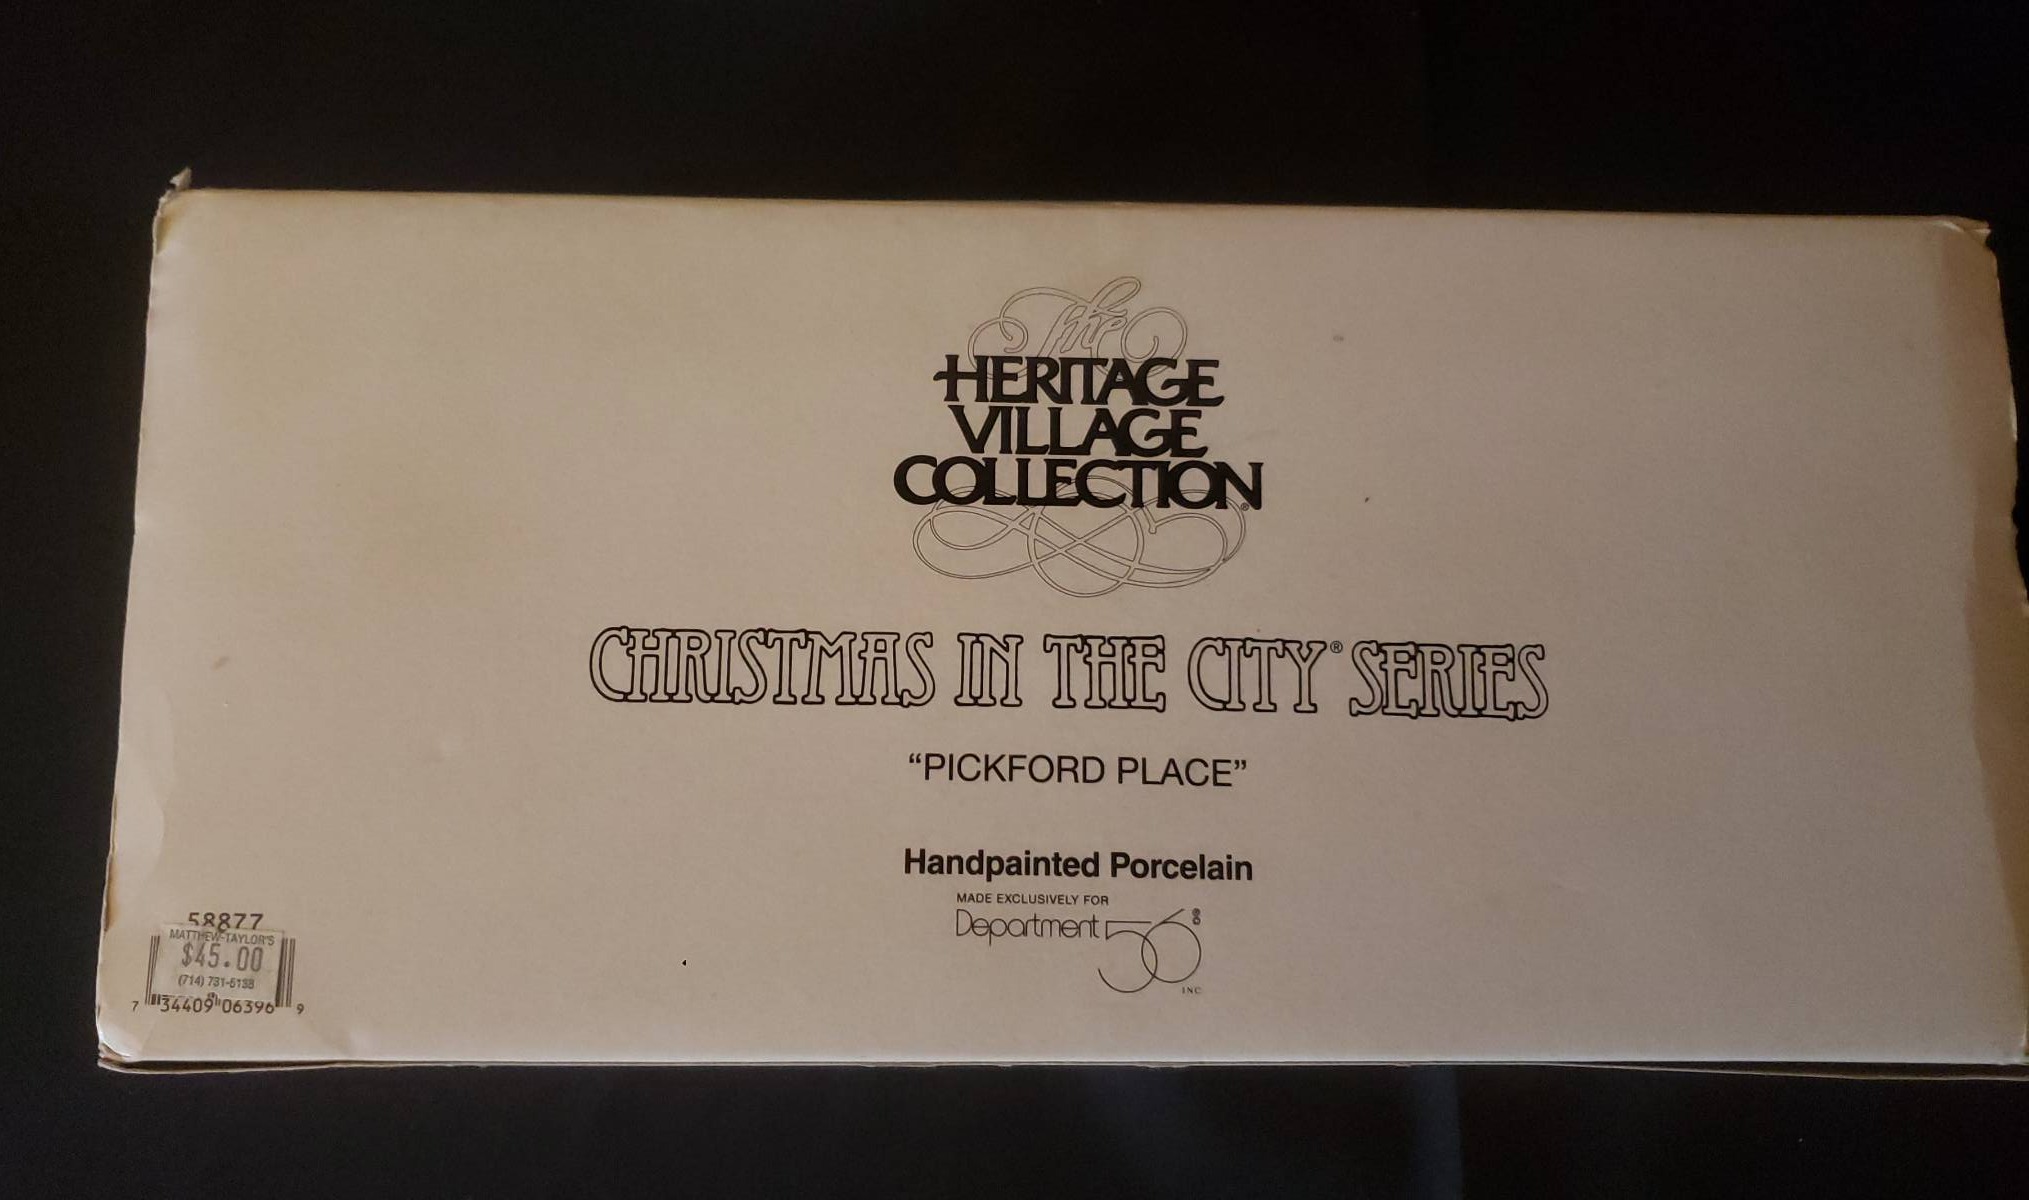 The
HERITAGE
VILLAGE
COLLECTION®
CHRISTMAS IN THE CITY® SERIES
“PICKFORD PLACE”
Handpainted Porcelain
MADE EXCLUSIVELY FOR
Department 56®
INC
58877
MATTHEW-TAYLOR'S
$45.00
(714) 731-5138
7 34409 06396 9